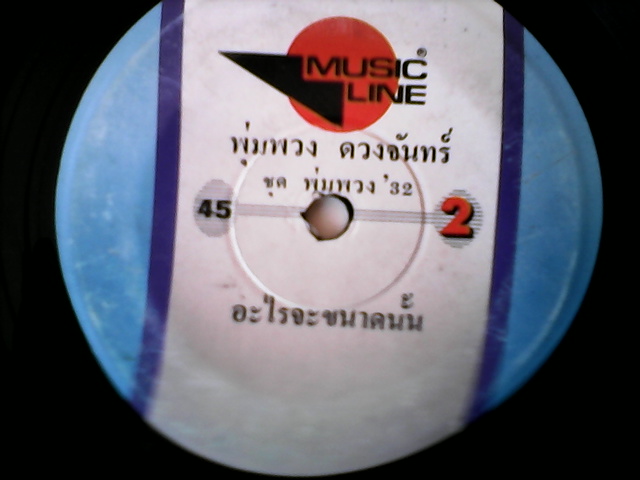 MUSIC®
LINE
พุ่มพวง ดวงจันทร์
ชุด พุ่มพวง '32
45
2
อะไรจะขนาดนั้น